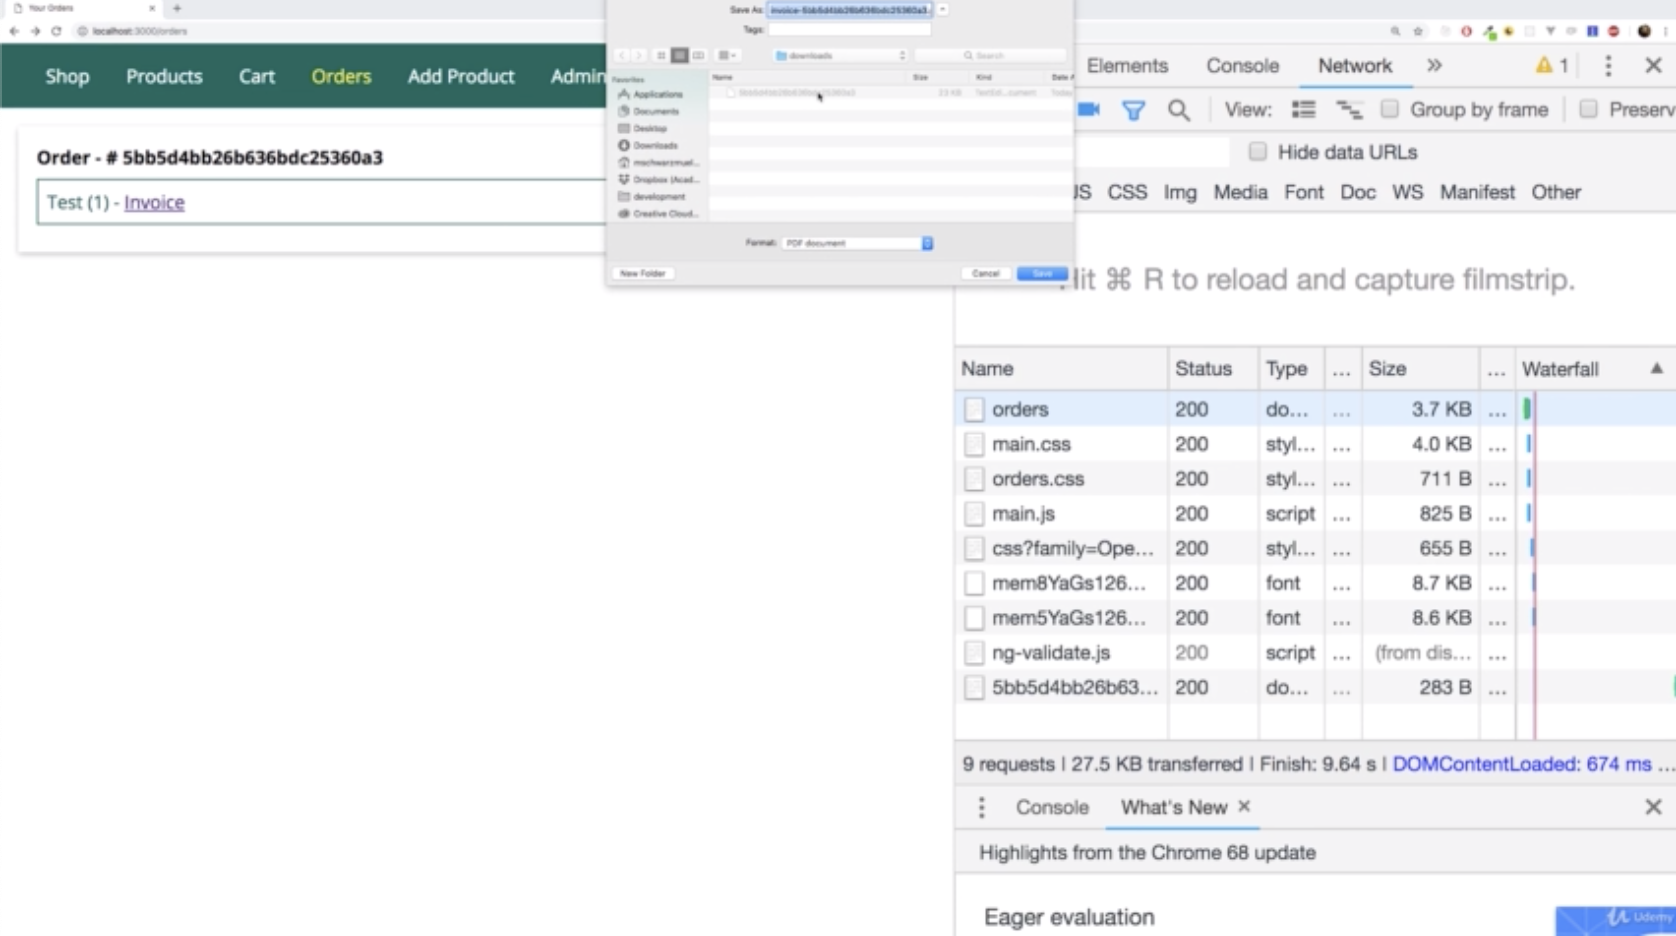 Your Orders
localhost:3000/orders
Shop Products Cart Orders Add Product Admin
Order - # 5bb5d4bb26b636bdc25360a3
Test (1) - Invoice
Save As: invoice-5bb5d4bb26b636bdc25360a3.
Tags:
downloads
Search
Favorites
Applications
Documents
Desktop
Downloads
mschwarzmuel...
Dropbox (Acad...
development
Creative Cloud...
Name Size Kind Date A
5bb5d4bb26b636bdc25360a3 23 KB TextEdi...cument Today
Format: PDF document
New Folder Cancel Save
Elements Console Network 1
View: Group by frame Preserv
Hide data URLs
JS CSS Img Media Font Doc WS Manifest Other
Hit ⌘ R to reload and capture filmstrip.
Name Status Type ... Size ... Waterfall
orders 200 do... ... 3.7 KB ...
main.css 200 styl... ... 4.0 KB ...
orders.css 200 styl... ... 711 B ...
main.js 200 script ... 825 B ...
css?family=Ope... 200 styl... ... 655 B ...
mem8YaGs126... 200 font ... 8.7 KB ...
mem5YaGs126... 200 font ... 8.6 KB ...
ng-validate.js 200 script ... (from dis... ...
5bb5d4bb26b63... 200 do... ... 283 B ...
9 requests | 27.5 KB transferred | Finish: 9.64 s | DOMContentLoaded: 674 ms ...
Console What's New
Highlights from the Chrome 68 update
Eager evaluation
Udemy